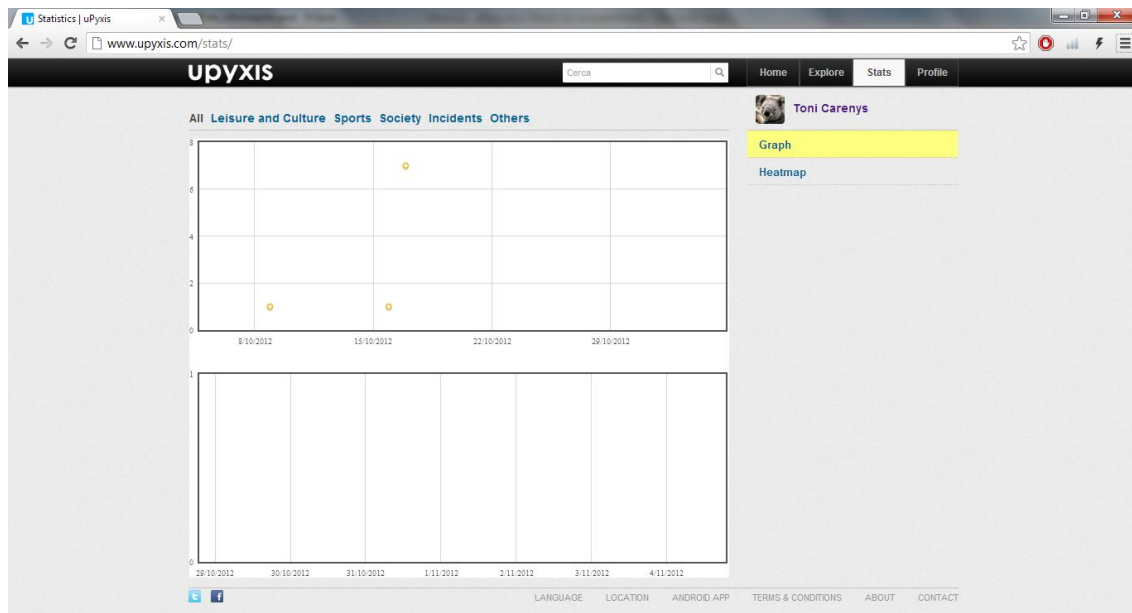 Statistics | uPyxis
www.upyxis.com/stats/
upyxis
Cerca
Home Explore Stats Profile
Toni Carenys
All Leisure and Culture Sports Society Incidents Others
Graph
Heatmap
8
6
4
2
0
8/10/2012 15/10/2012 22/10/2012 29/10/2012
1
0
29/10/2012 30/10/2012 31/10/2012 1/11/2012 2/11/2012 3/11/2012 4/11/2012
LANGUAGE LOCATION ANDROID APP TERMS & CONDITIONS ABOUT CONTACT